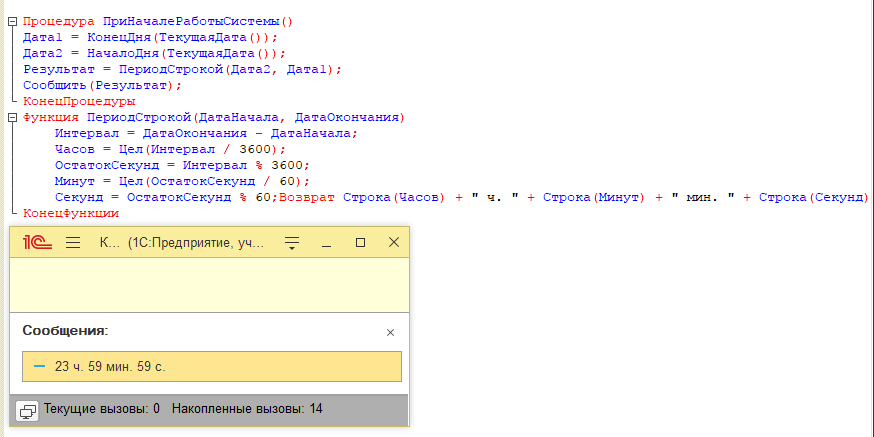 Процедура ПриНачалеРаботыСистемы()
Дата1 = КонецДня(ТекущаяДата());
Дата2 = НачалоДня(ТекущаяДата());
Результат = ПериодСтрокой(Дата2, Дата1);
Сообщить(Результат);
КонецПроцедуры
Функция ПериодСтрокой(ДатаНачала, ДатаОкончания)
Интервал = ДатаОкончания - ДатаНачала;
Часов = Цел(Интервал / 3600);
ОстатокСекунд = Интервал % 3600;
Минут = Цел(ОстатокСекунд / 60);
Секунд = ОстатокСекунд % 60;Возврат Строка(Часов) + " ч. " + Строка(Минут) + " мин. " + Строка(Секунд)
КонецФункции
1С К... (1С:Предприятие, уч...
Сообщения:
23 ч. 59 мин. 59 с.
Текущие вызовы: 0 Накопленные вызовы: 14